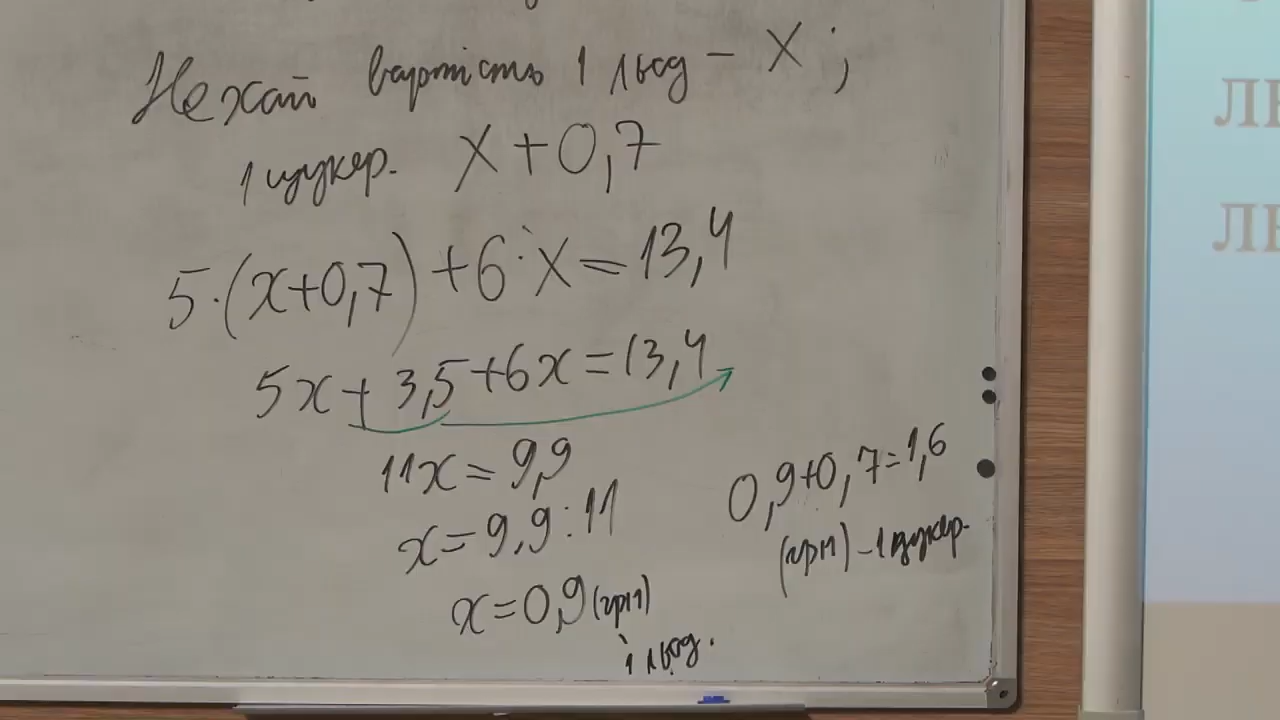 Нехай вартість 1 льод – x ;
1 цукер. x + 0,7
5·(x+0,7) + 6·x = 13,4
5x + 3,5 + 6x = 13,4
11x = 9,9
x = 9,9 : 11
x = 0,9 (грн)
1 льод.
0,9+0,7=1,6
(грн) – 1 цукер.
ЛЬ
ЛЬ